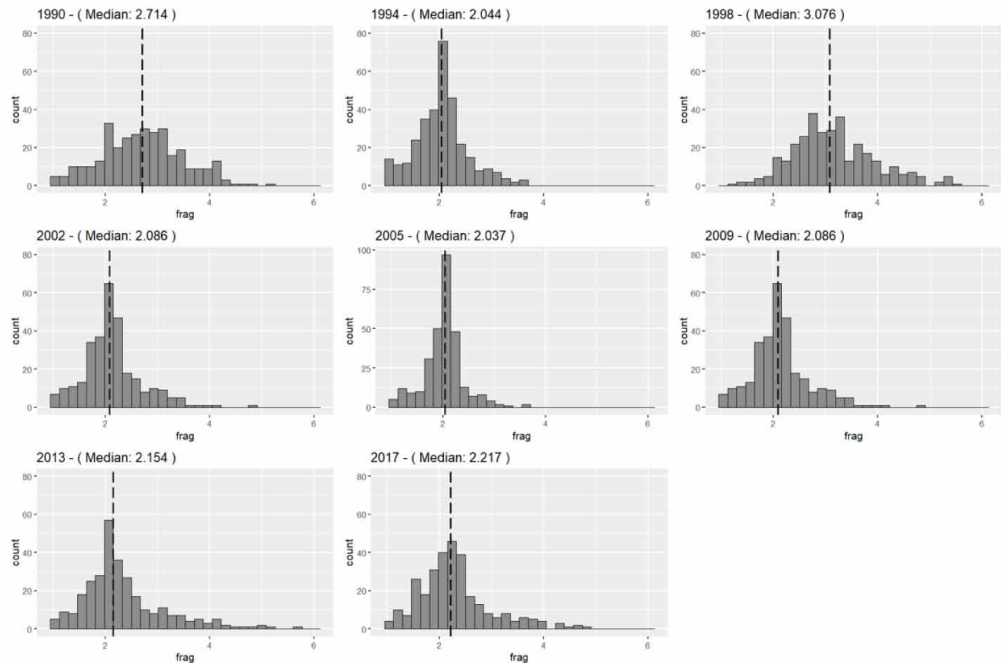 1990 - ( Median: 2.714 )
80
60
40
20
0
count
2
4
6
frag
1994 - ( Median: 2.044 )
80
60
40
20
0
count
2
4
6
frag
1998 - ( Median: 3.076 )
80
60
40
20
0
count
2
4
6
frag
2002 - ( Median: 2.086 )
80
60
40
20
0
count
2
4
6
frag
2005 - ( Median: 2.037 )
100
75
50
25
0
count
2
4
6
frag
2009 - ( Median: 2.086 )
80
60
40
20
0
count
2
4
6
frag
2013 - ( Median: 2.154 )
80
60
40
20
0
count
2
4
6
frag
2017 - ( Median: 2.217 )
80
60
40
20
0
count
2
4
6
frag